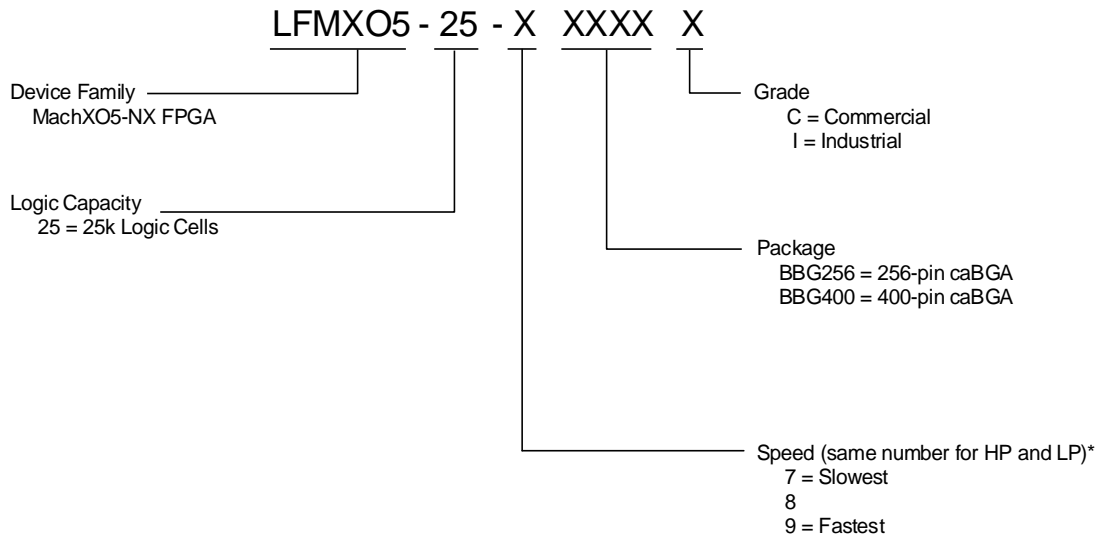 LFMXO5 - 25 - X XXXX X
Device Family
MachXO5-NX FPGA
Grade
C = Commercial
I = Industrial
Logic Capacity
25 = 25k Logic Cells
Package
BBG256 = 256-pin caBGA
BBG400 = 400-pin caBGA
Speed (same number for HP and LP)*
7 = Slowest
8
9 = Fastest